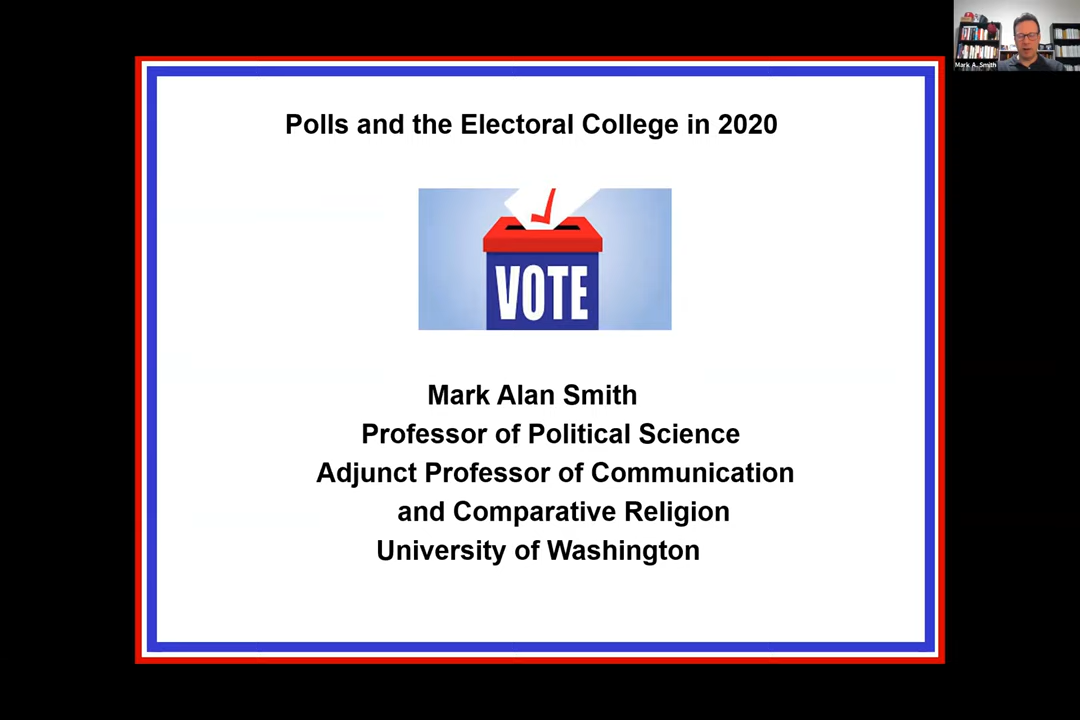 Mark A. Smith
Polls and the Electoral College in 2020
VOTE
Mark Alan Smith
Professor of Political Science
Adjunct Professor of Communication
and Comparative Religion
University of Washington